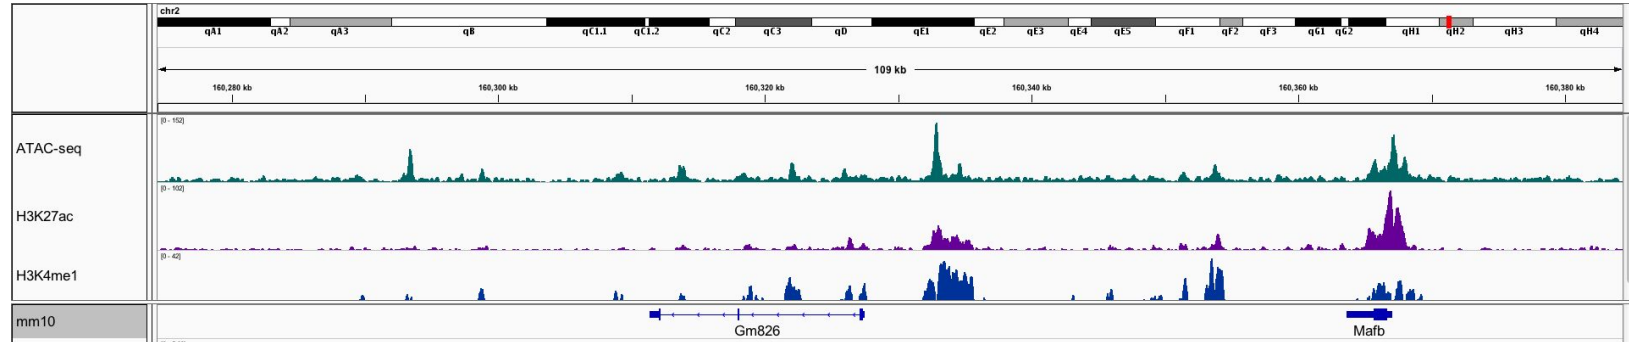 chr2
qA1 qA2 qA3 qB qC1.1 qC1.2 qC2 qC3 qD qE1 qE2 qE3 qE4 qE5 qF1 qF2 qF3 qG1 qG2 qH1 qH2 qH3 qH4
109 kb
160,280 kb 160,300 kb 160,320 kb 160,340 kb 160,360 kb 160,380 kb
[0 - 152]
ATAC-seq
[0 - 102]
H3K27ac
[0 - 42]
H3K4me1
mm10
Gm826 Mafb